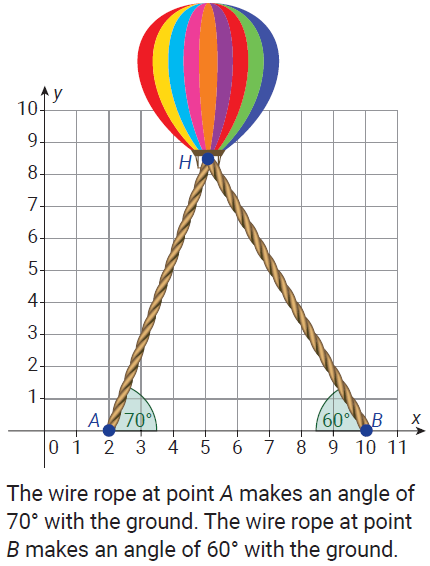 y
10
9
8
H
7
6
5
4
3
2
1
A 70° 60° B x
0 1 2 3 4 5 6 7 8 9 10 11
The wire rope at point A makes an angle of
70° with the ground. The wire rope at point
B makes an angle of 60° with the ground.